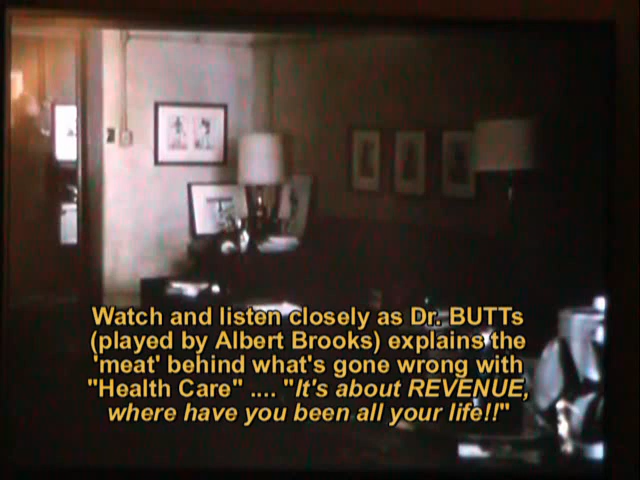 Watch and listen closely as Dr. BUTTs
(played by Albert Brooks) explains the
'meat' behind what's gone wrong with
"Health Care" .... "It's about REVENUE,
where have you been all your life!!"